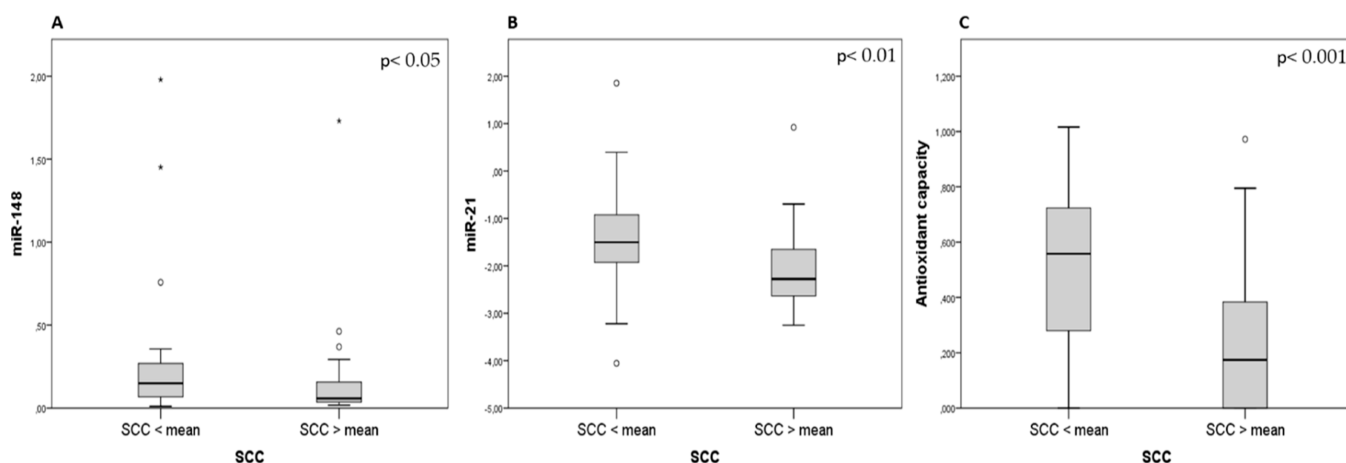 A
p< 0.05
2,00
1,50
1,00
,50
,00
miR-148
SCC < mean
SCC > mean
SCC
B
p< 0.01
2,00
1,00
,00
-1,00
-2,00
-3,00
-4,00
-5,00
miR-21
SCC < mean
SCC > mean
SCC
C
p< 0.001
1,200
1,000
,800
,600
,400
,200
,000
Antioxidant capacity
SCC < mean
SCC > mean
SCC